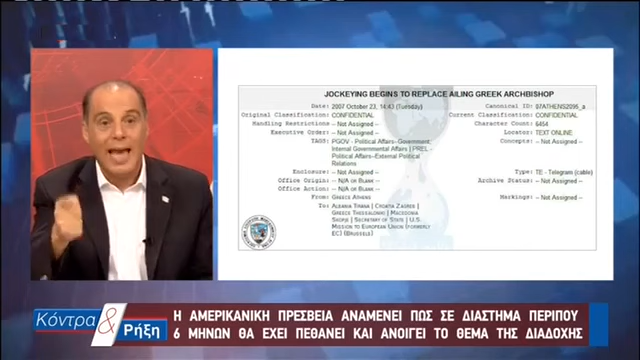 JOCKEYING BEGINS TO REPLACE AILING GREEK ARCHBISHOP
Date: 2007 October 23, 14:43 (Tuesday) Canonical ID: 07ATHENS2095_a
Original Classification: CONFIDENTIAL Current Classification: CONFIDENTIAL
Handling Restrictions -- Not Assigned -- Character Count: 6454
Executive Order: -- Not Assigned -- Locator: TEXT ONLINE
TAGS: PGOV - Political Affairs--Government; Concepts: -- Not Assigned --
Internal Governmental Affairs | PREL -
Political Affairs--External Political
Relations
Enclosure: -- Not Assigned -- Type: TE - Telegram (cable)
Office Origin: -- N/A or Blank -- Archive Status: -- Not Assigned --
Office Action: -- N/A or Blank --
From: Greece Athens Markings: -- Not Assigned --
To: Albania Tirana | Croatia Zagreb |
Greece Thessaloniki | Macedonia
Skopje | Secretary of State | U.S.
Mission to European Union (formerly
EC) (Brussels) |
Κόντρα & Ρήξη
Η ΑΜΕΡΙΚΑΝΙΚΗ ΠΡΕΣΒΕΙΑ ΑΝΑΜΕΝΕΙ ΠΩΣ ΣΕ ΔΙΑΣΤΗΜΑ ΠΕΡΙΠΟΥ
6 ΜΗΝΩΝ ΘΑ ΕΧΕΙ ΠΕΘΑΝΕΙ ΚΑΙ ΑΝΟΙΓΕΙ ΤΟ ΘΕΜΑ ΤΗΣ ΔΙΑΔΟΧΗΣ